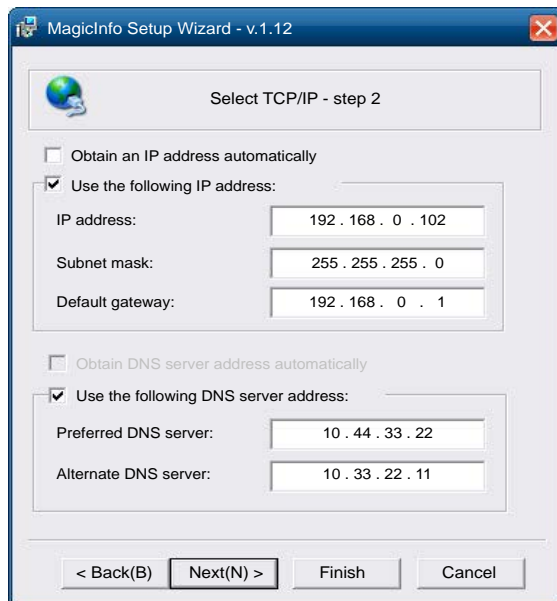 MagicInfo Setup Wizard - v.1.12
Select TCP/IP - step 2
Obtain an IP address automatically
Use the following IP address:
IP address: 192 . 168 . 0 . 102
Subnet mask: 255 . 255 . 255 . 0
Default gateway: 192 . 168 . 0 . 1
Obtain DNS server address automatically
Use the following DNS server address:
Preferred DNS server: 10 . 44 . 33 . 22
Alternate DNS server: 10 . 33 . 22 . 11
< Back(B) Next(N) > Finish Cancel